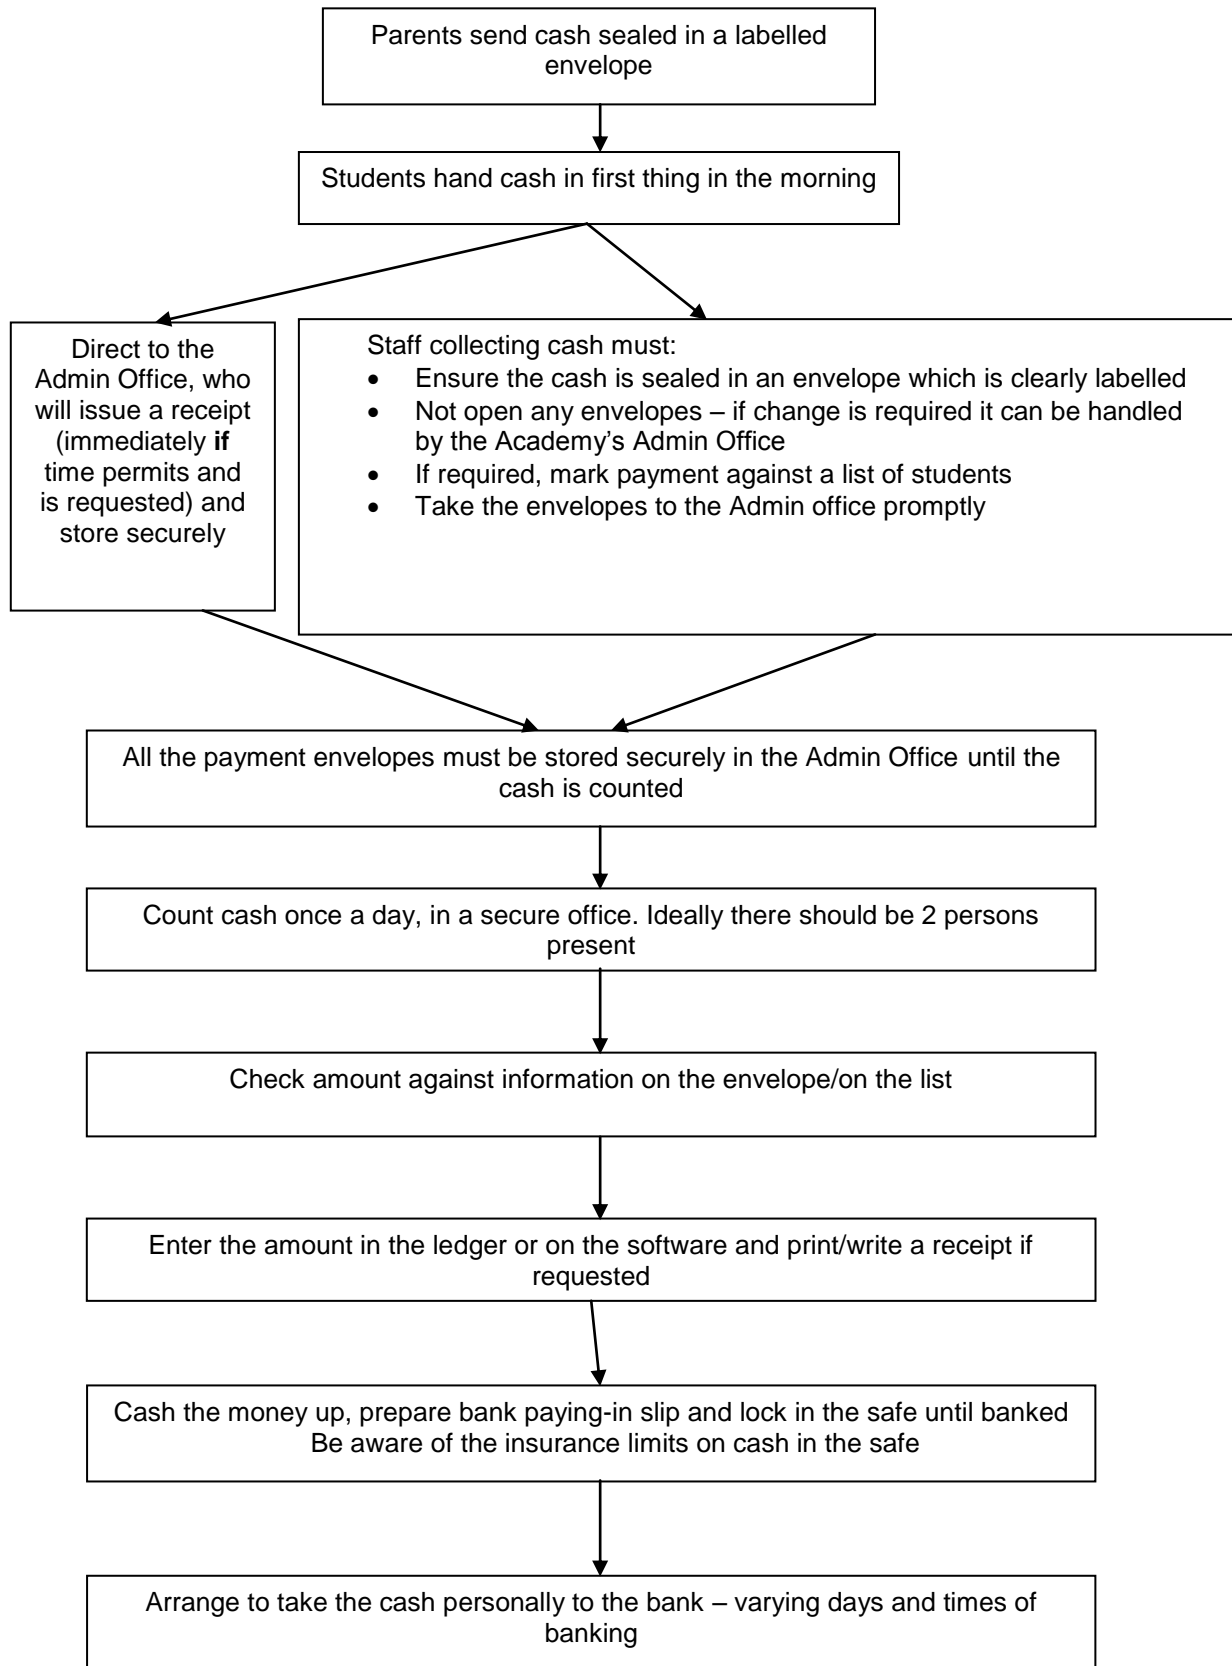 Parents send cash sealed in a labelled
envelope
Students hand cash in first thing in the morning
Direct to the
Admin Office, who
will issue a receipt
(immediately if
time permits and
is requested) and
store securely
Staff collecting cash must:
• Ensure the cash is sealed in an envelope which is clearly labelled
• Not open any envelopes – if change is required it can be handled
by the Academy’s Admin Office
• If required, mark payment against a list of students
• Take the envelopes to the Admin office promptly
All the payment envelopes must be stored securely in the Admin Office until the
cash is counted
Count cash once a day, in a secure office. Ideally there should be 2 persons
present
Check amount against information on the envelope/on the list
Enter the amount in the ledger or on the software and print/write a receipt if
requested
Cash the money up, prepare bank paying-in slip and lock in the safe until banked
Be aware of the insurance limits on cash in the safe
Arrange to take the cash personally to the bank – varying days and times of
banking